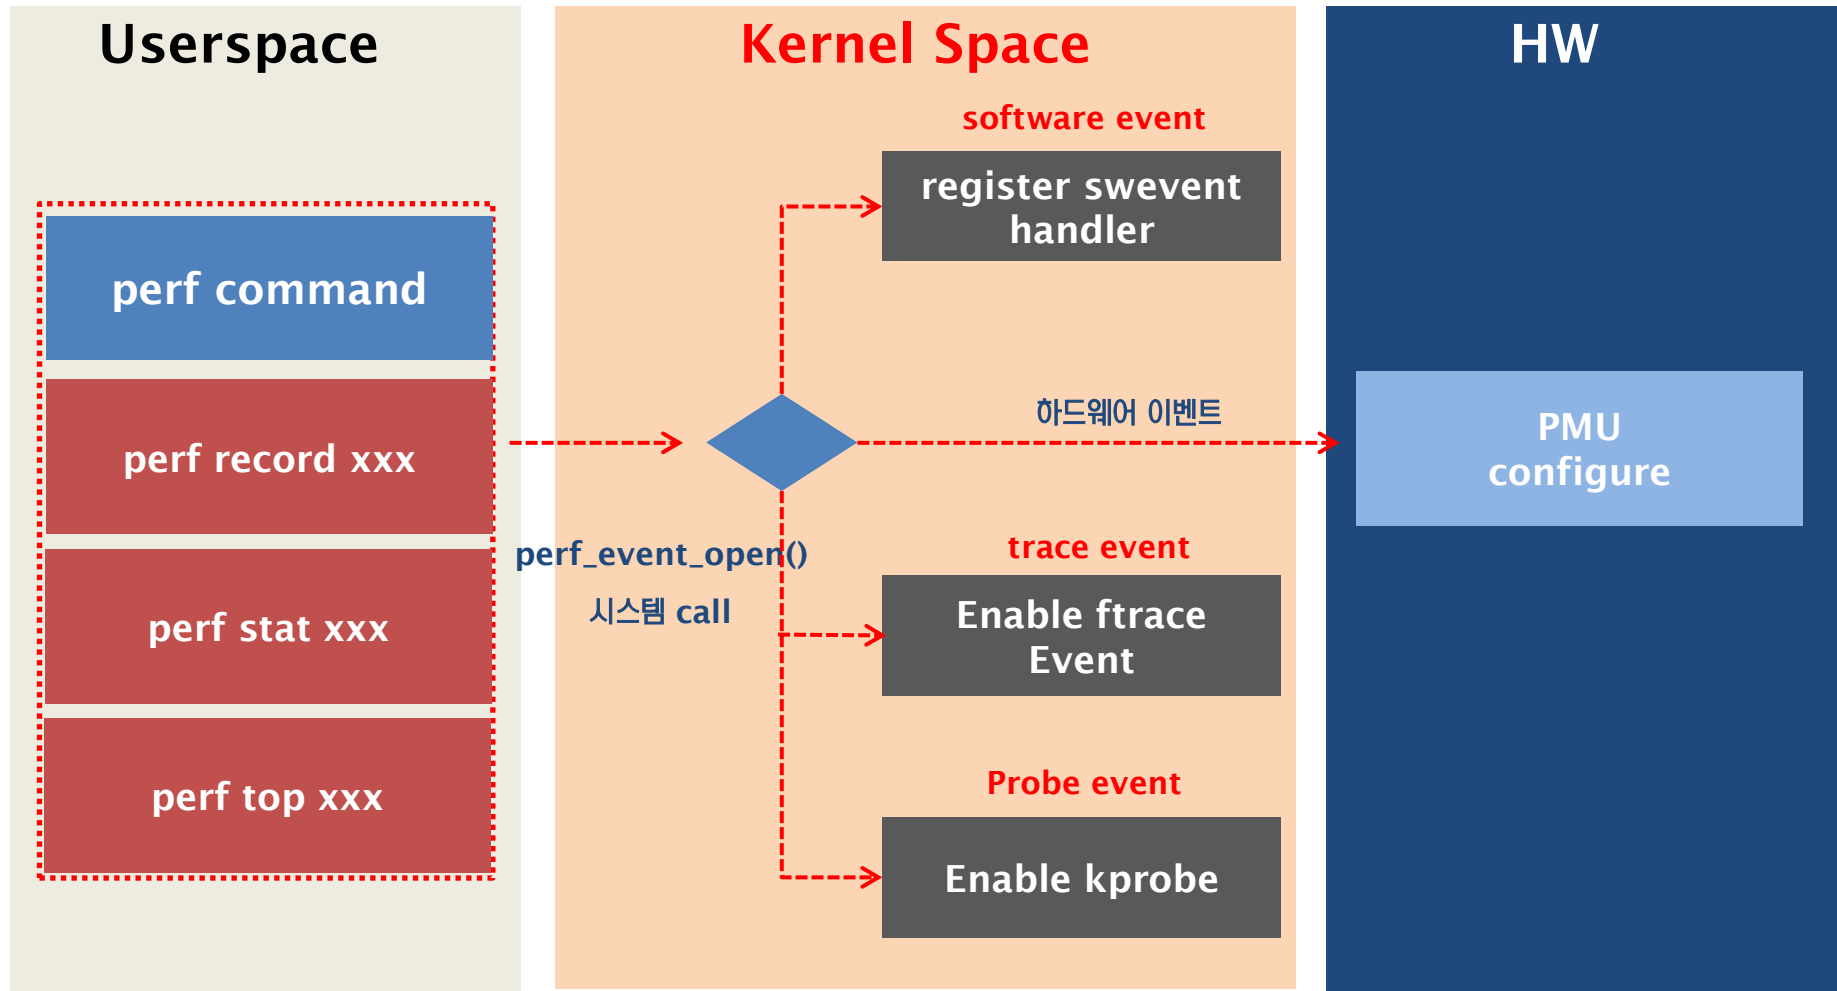 Userspace
perf command
perf record xxx
perf stat xxx
perf top xxx
Kernel Space
software event
register swevent
handler
하드웨어 이벤트
perf_event_open()
시스템 call
trace event
Enable ftrace
Event
Probe event
Enable kprobe
HW
PMU
configure